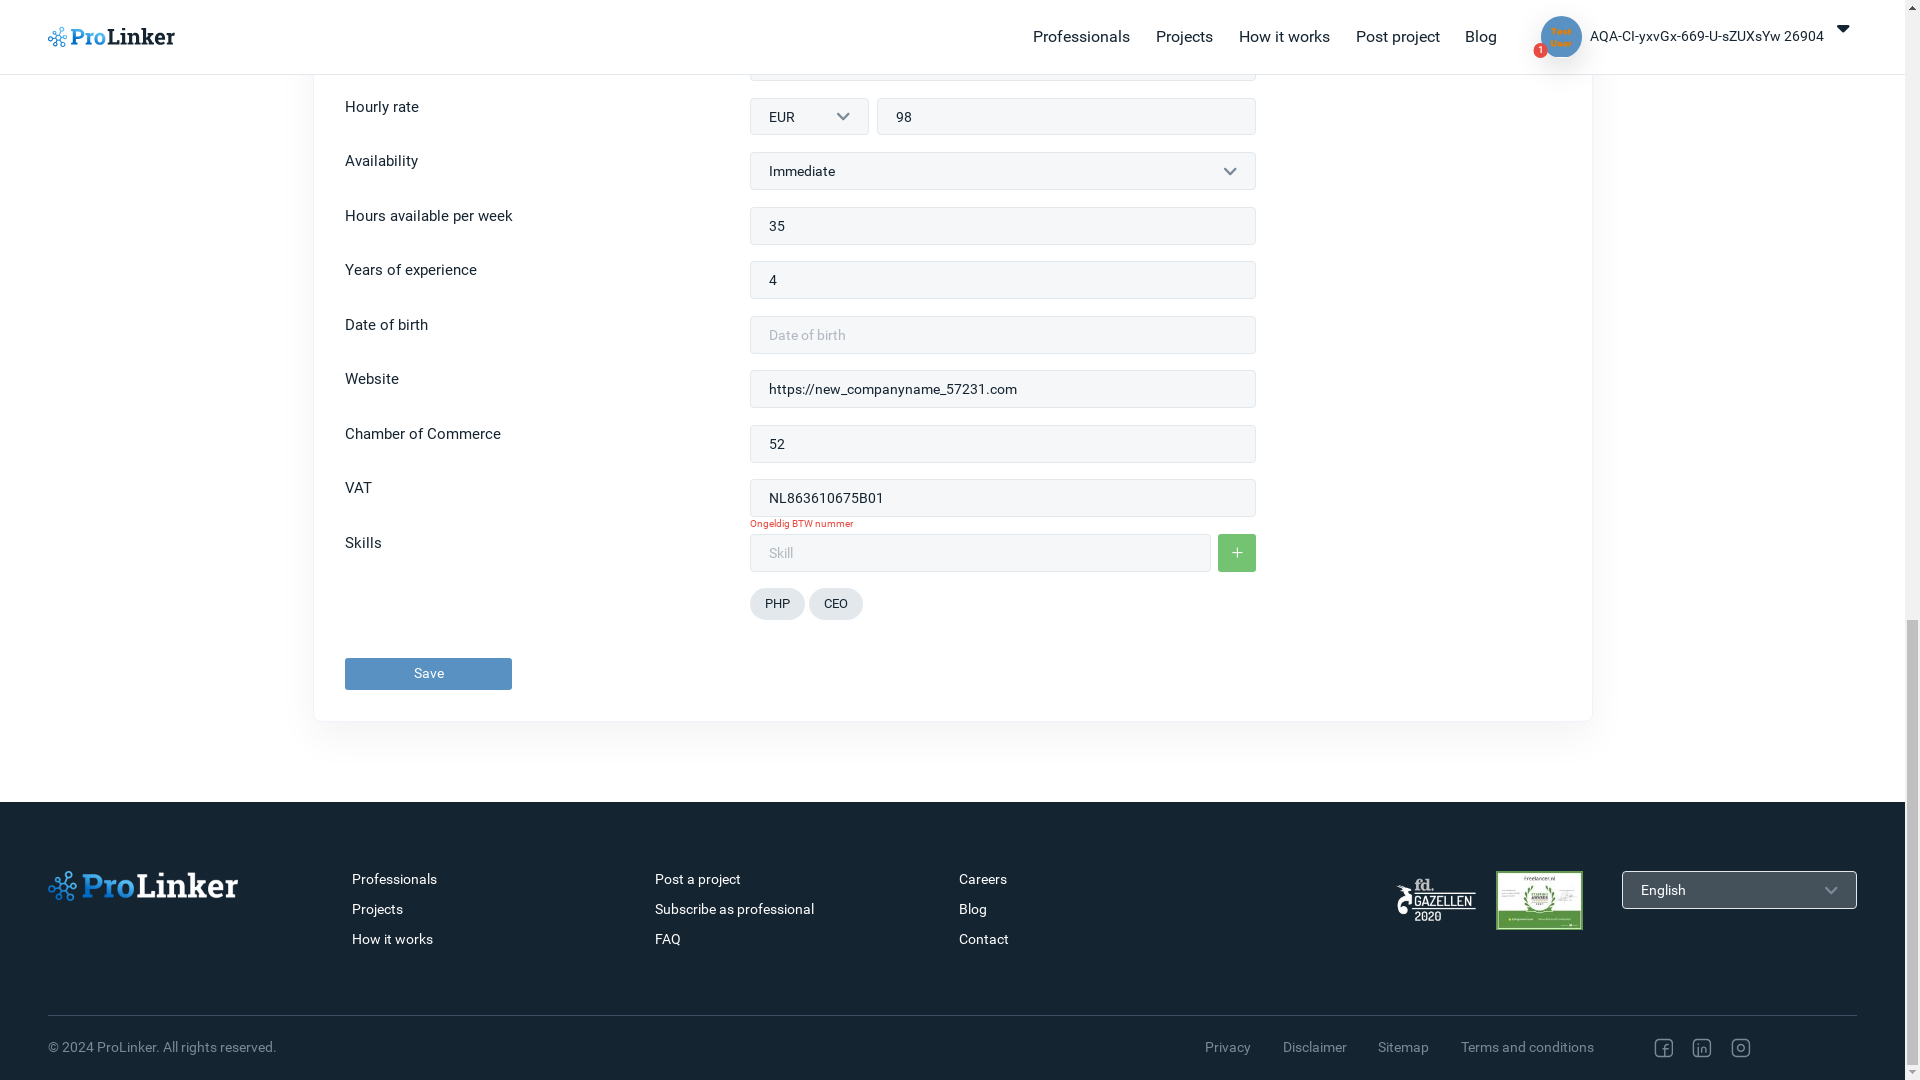 ProLinker
Professionals
Projects
How it works
Post project
Blog
1
AQA-CI-yxvGx-669-U-sZUXsYw 26904
Hourly rate
EUR
98
Availability
Immediate
Hours available per week
35
Years of experience
4
Date of birth
Date of birth
Website
https://new_companyname_57231.com
Chamber of Commerce
52
VAT
NL863610675B01
Ongeldig BTW nummer
Skills
Skill
+
PHP
CEO
Save
ProLinker
Professionals
Projects
How it works
Post a project
Subscribe as professional
FAQ
Careers
Blog
Contact
fd.
GAZELLEN
2020
Freelancer.nl
English
© 2024 ProLinker. All rights reserved.
Privacy
Disclaimer
Sitemap
Terms and conditions